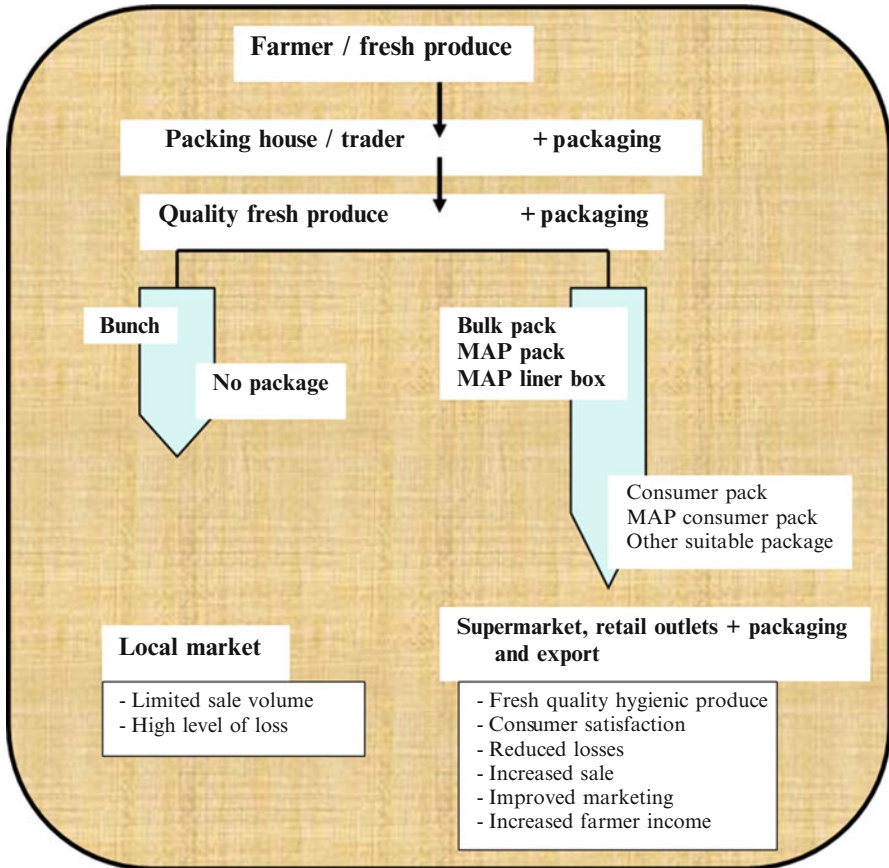 Farmer / fresh produce
Packing house / trader + packaging
Quality fresh produce + packaging
Bunch
No package
Bulk pack
MAP pack
MAP liner box
Consumer pack
MAP consumer pack
Other suitable package
Local market
- Limited sale volume
- High level of loss
Supermarket, retail outlets + packaging
and export
- Fresh quality hygienic produce
- Consumer satisfaction
- Reduced losses
- Increased sale
- Improved marketing
- Increased farmer income